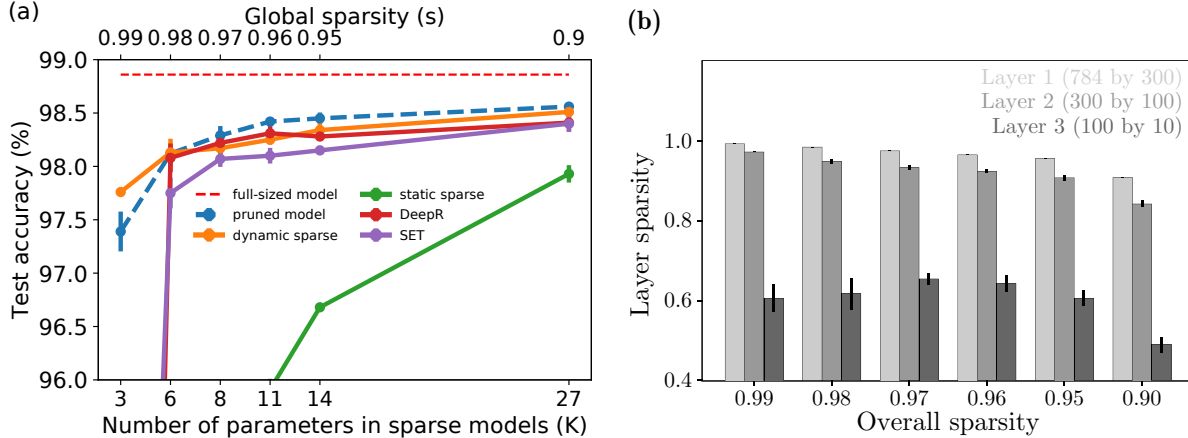 (a)
Global sparsity (s)
0.99 0.98 0.97 0.96 0.95 0.9
99.0
98.5
98.0
97.5
97.0
96.5
96.0
Test accuracy (%)
full-sized model
pruned model
dynamic sparse
static sparse
DeepR
SET
3 6 8 11 14 27
Number of parameters in sparse models (K)
(b)
Layer 1 (784 by 300)
Layer 2 (300 by 100)
Layer 3 (100 by 10)
1.0
0.8
0.6
0.4
Layer sparsity
0.99 0.98 0.97 0.96 0.95 0.90
Overall sparsity